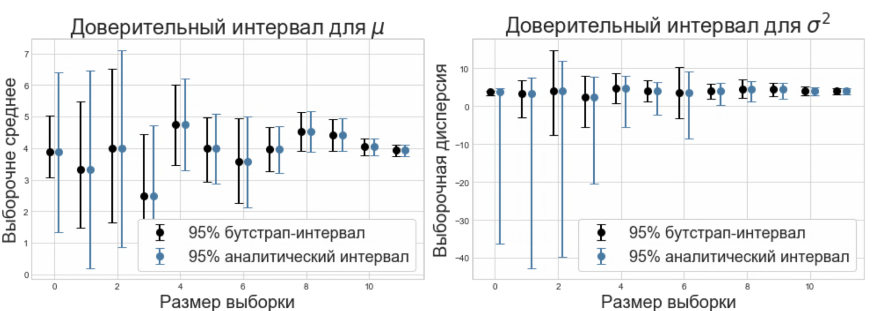 Доверительный интервал для μ
Выборочне среднее
7
6
5
4
3
2
1
0
95% бутстрап-интервал
95% аналитический интервал
0 2 4 6 8 10
Размер выборки
Доверительный интервал для σ²
Выборочная дисперсия
10
0
−10
−20
−30
−40
95% бутстрап-интервал
95% аналитический интервал
0 2 4 6 8 10
Размер выборки